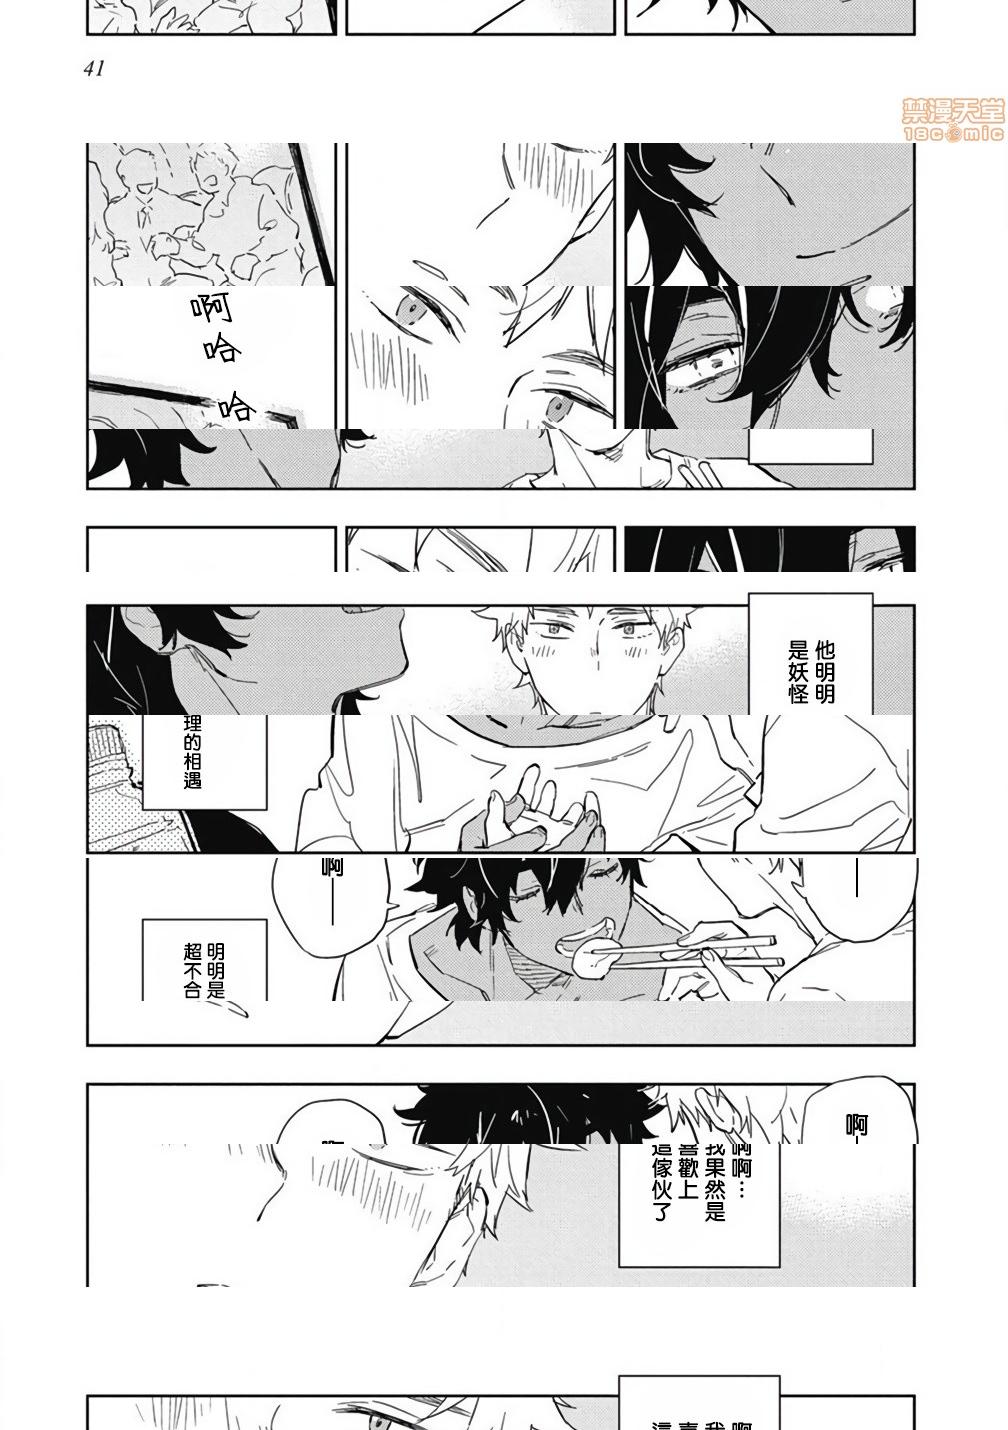 41
禁漫天堂
18comic
啊
哈
哈
他明明
是妖怪
理的相遇
啊—
—
明明是
超不合
啊—
啊啊…
我果然是
喜歡上
這傢伙了